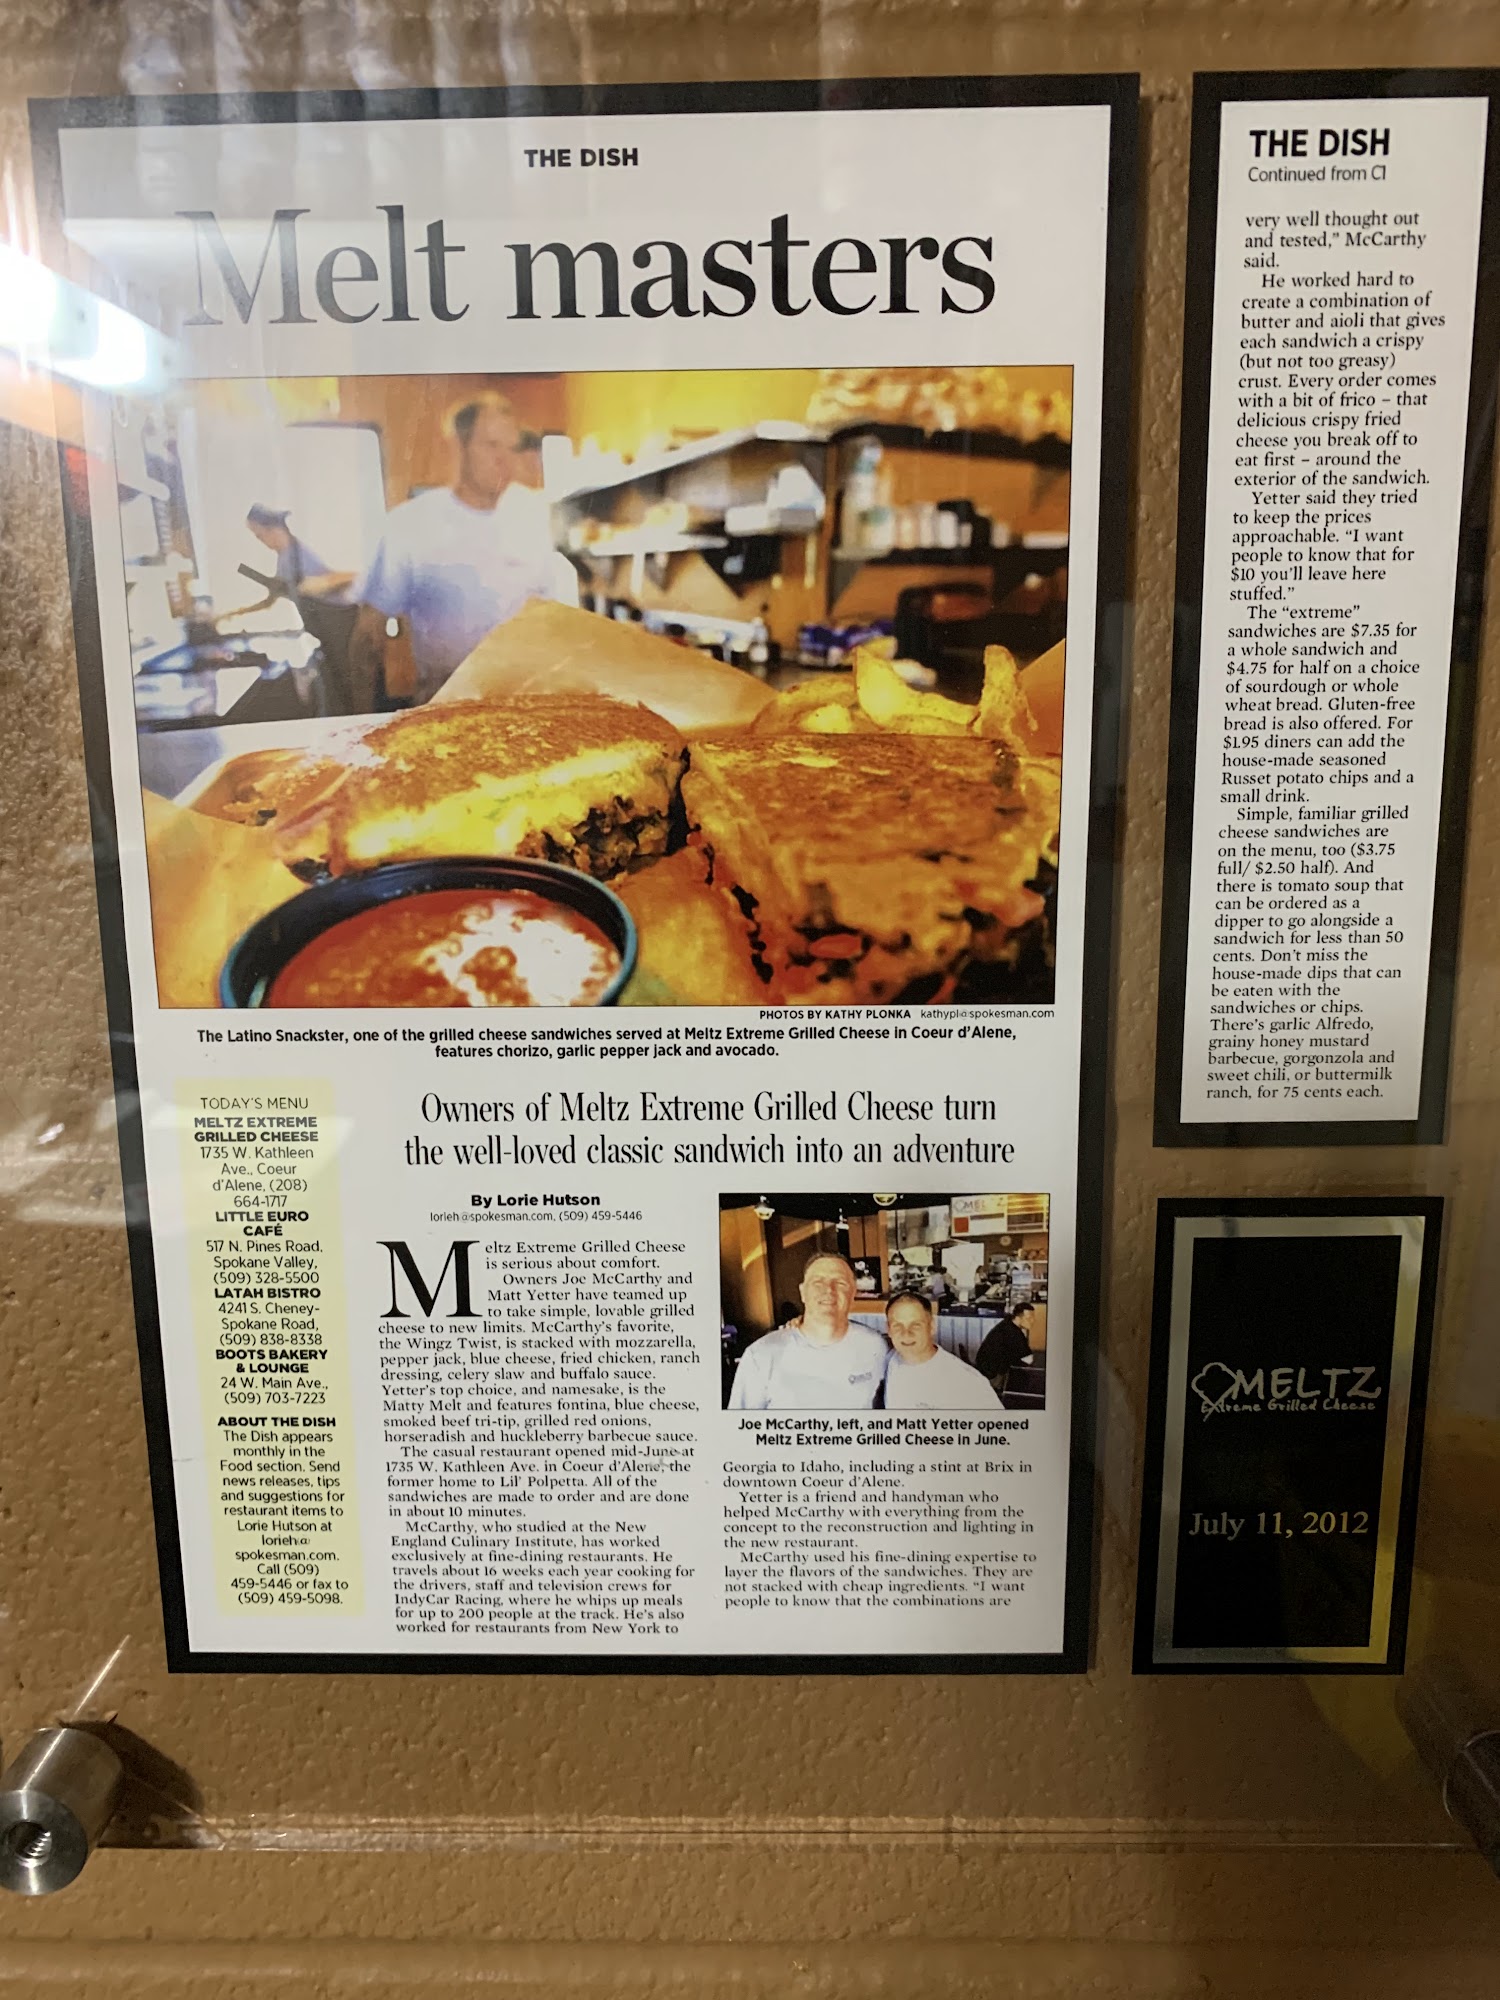 THE DISH
Melt masters
PHOTOS BY KATHY PLONKA kathypl@spokesman.com
The Latino Snackster, one of the grilled cheese sandwiches served at Meltz Extreme Grilled Cheese in Coeur d'Alene,
features chorizo, garlic pepper jack and avocado.
TODAY'S MENU
MELTZ EXTREME
GRILLED CHEESE
1735 W. Kathleen
Ave., Coeur
d'Alene, (208)
664-1717
LITTLE EURO
CAFÉ
517 N. Pines Road,
Spokane Valley,
(509) 328-5500
LATAH BISTRO
4241 S. Cheney-
Spokane Road,
(509) 838-8338
BOOTS BAKERY
& LOUNGE
24 W. Main Ave.,
(509) 703-7223
ABOUT THE DISH
The Dish appears
monthly in the
Food section. Send
news releases, tips
and suggestions for
restaurant items to
Lorie Hutson at
lorieh@
spokesman.com.
Call (509)
459-5446 or fax to
(509) 459-5098.
Owners of Meltz Extreme Grilled Cheese turn
the well-loved classic sandwich into an adventure
By Lorie Hutson
lorieh@spokesman.com, (509) 459-5446
Meltz Extreme Grilled Cheese
is serious about comfort.
Owners Joe McCarthy and
Matt Yetter have teamed up
to take simple, lovable grilled
cheese to new limits. McCarthy's favorite,
the Wingz Twist, is stacked with mozzarella,
pepper jack, blue cheese, fried chicken, ranch
dressing, celery slaw and buffalo sauce.
Yetter's top choice, and namesake, is the
Matty Melt and features fontina, blue cheese,
smoked beef tri-tip, grilled red onions,
horseradish and huckleberry barbecue sauce.
The casual restaurant opened mid-June at
1735 W. Kathleen Ave. in Coeur d'Alene, the
former home to Lil' Polpetta. All of the
sandwiches are made to order and are done
in about 10 minutes.
McCarthy, who studied at the New
England Culinary Institute, has worked
exclusively at fine-dining restaurants. He
travels about 16 weeks each year cooking for
the drivers, staff and television crews for
IndyCar Racing, where he whips up meals
for up to 200 people at the track. He's also
worked for restaurants from New York to
MELTZ
Joe McCarthy, left, and Matt Yetter opened
Meltz Extreme Grilled Cheese in June.
Georgia to Idaho, including a stint at Brix in
downtown Coeur d'Alene.
Yetter is a friend and handyman who
helped McCarthy with everything from the
concept to the reconstruction and lighting in
the new restaurant.
McCarthy used his fine-dining expertise to
layer the flavors of the sandwiches. They are
not stacked with cheap ingredients. "I want
people to know that the combinations are
THE DISH
Continued from C1
very well thought out
and tested," McCarthy
said.
He worked hard to
create a combination of
butter and aioli that gives
each sandwich a crispy
(but not too greasy)
crust. Every order comes
with a bit of frico – that
delicious crispy fried
cheese you break off to
eat first – around the
exterior of the sandwich.
Yetter said they tried
to keep the prices
approachable. "I want
people to know that for
$10 you'll leave here
stuffed."
The "extreme"
sandwiches are $7.35 for
a whole sandwich and
$4.75 for half on a choice
of sourdough or whole
wheat bread. Gluten-free
bread is also offered. For
$1.95 diners can add the
house-made seasoned
Russet potato chips and a
small drink.
Simple, familiar grilled
cheese sandwiches are
on the menu, too ($3.75
full/ $2.50 half). And
there is tomato soup that
can be ordered as a
dipper to go alongside a
sandwich for less than 50
cents. Don't miss the
house-made dips that can
be eaten with the
sandwiches or chips.
There's garlic Alfredo,
grainy honey mustard
barbecue, gorgonzola and
sweet chili, or buttermilk
ranch, for 75 cents each.
MELTZ
Extreme Grilled Cheese
July 11, 2012